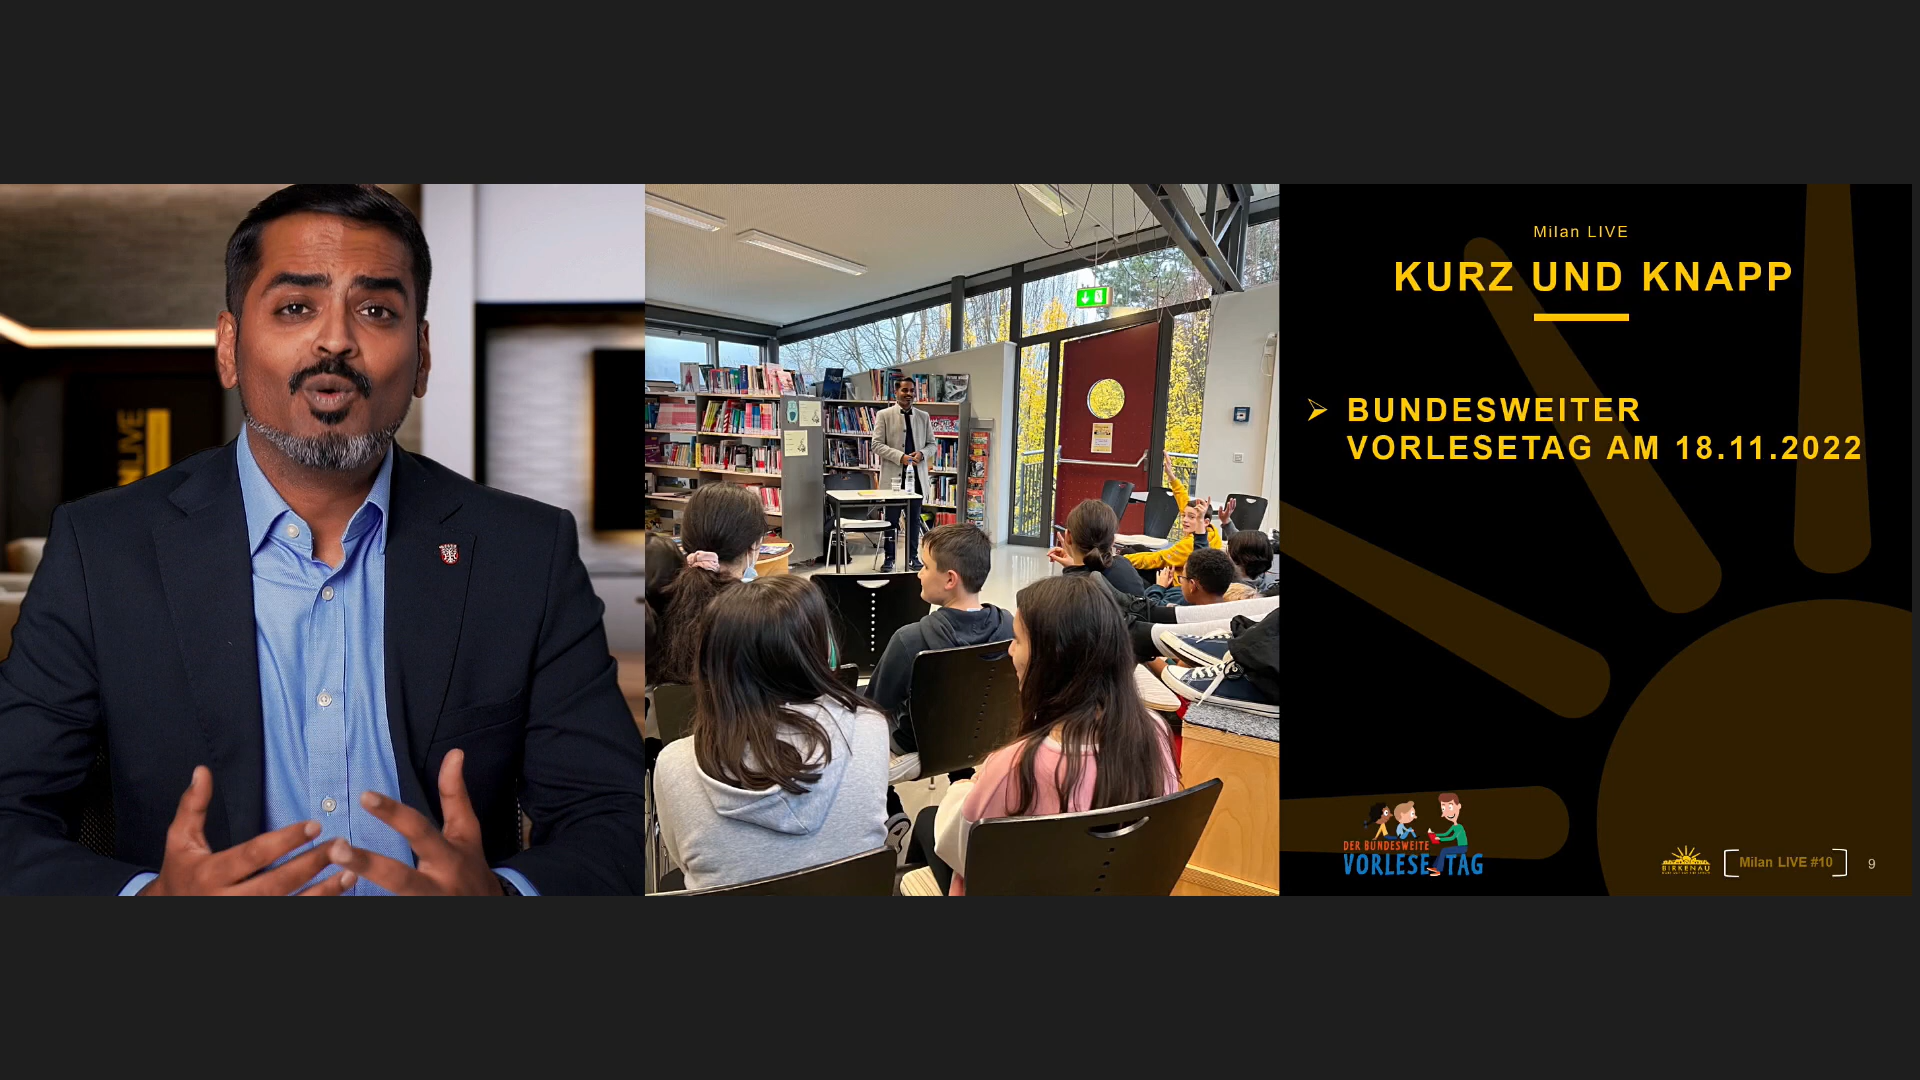 NLIVE
Milan LIVE
KURZ UND KNAPP
BUNDESWEITER
VORLESETAG AM 18.11.2022
DER BUNDESWEITE
VORLESETAG
BIRKENAU
Milan LIVE #10
9